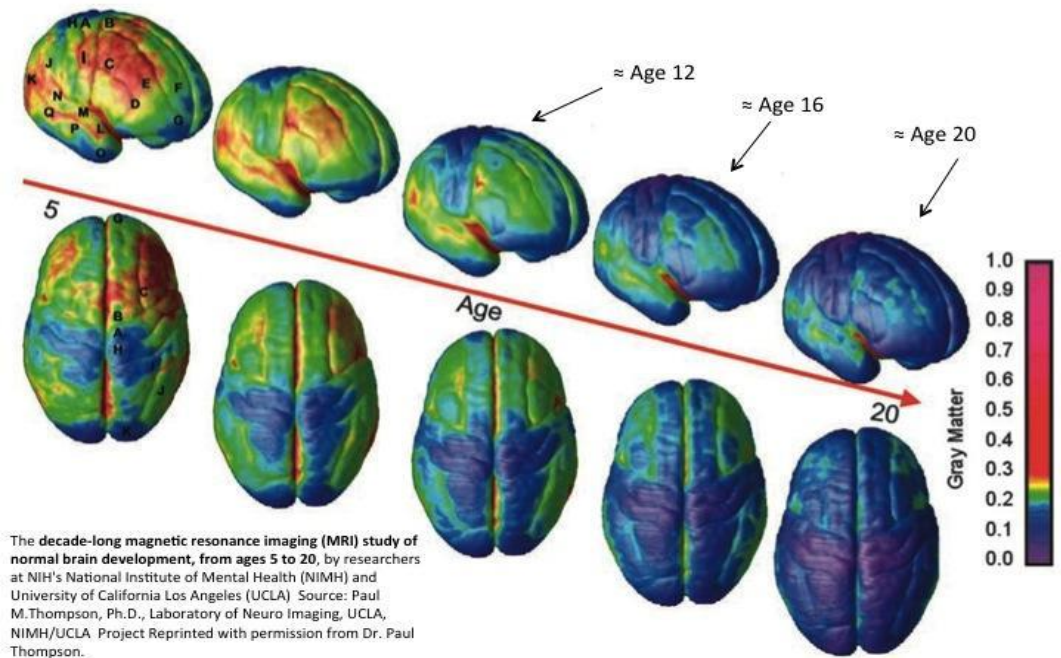 H A B
I
J
C
K
E
F
N
D
Q
M
G
P
L
O
≈ Age 12
≈ Age 16
≈ Age 20
5
Age
20
G
C
B
A
H
J
K
1.0
0.9
0.8
0.7
0.6
0.5
0.4
0.3
0.2
0.1
0.0
Gray Matter
The decade-long magnetic resonance imaging (MRI) study of
normal brain development, from ages 5 to 20, by researchers
at NIH's National Institute of Mental Health (NIMH) and
University of California Los Angeles (UCLA) Source: Paul
M.Thompson, Ph.D., Laboratory of Neuro Imaging, UCLA,
NIMH/UCLA Project Reprinted with permission from Dr. Paul
Thompson.